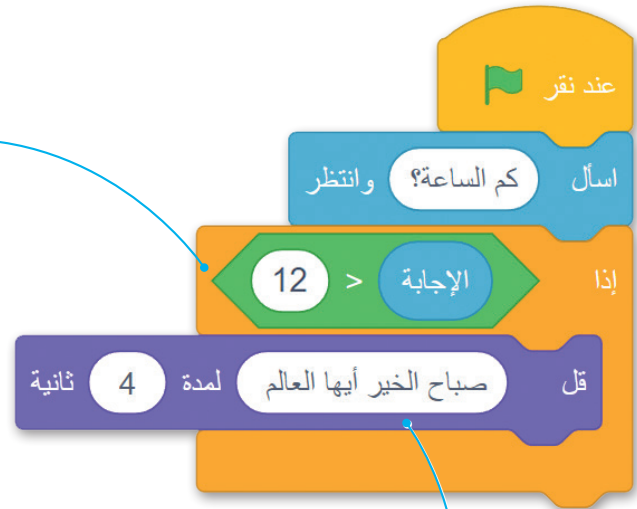 عند نقر
اسأل كم الساعة؟ وانتظر
إذا الإجابة < 12
قل صباح الخير أيها العالم لمدة 4 ثانية